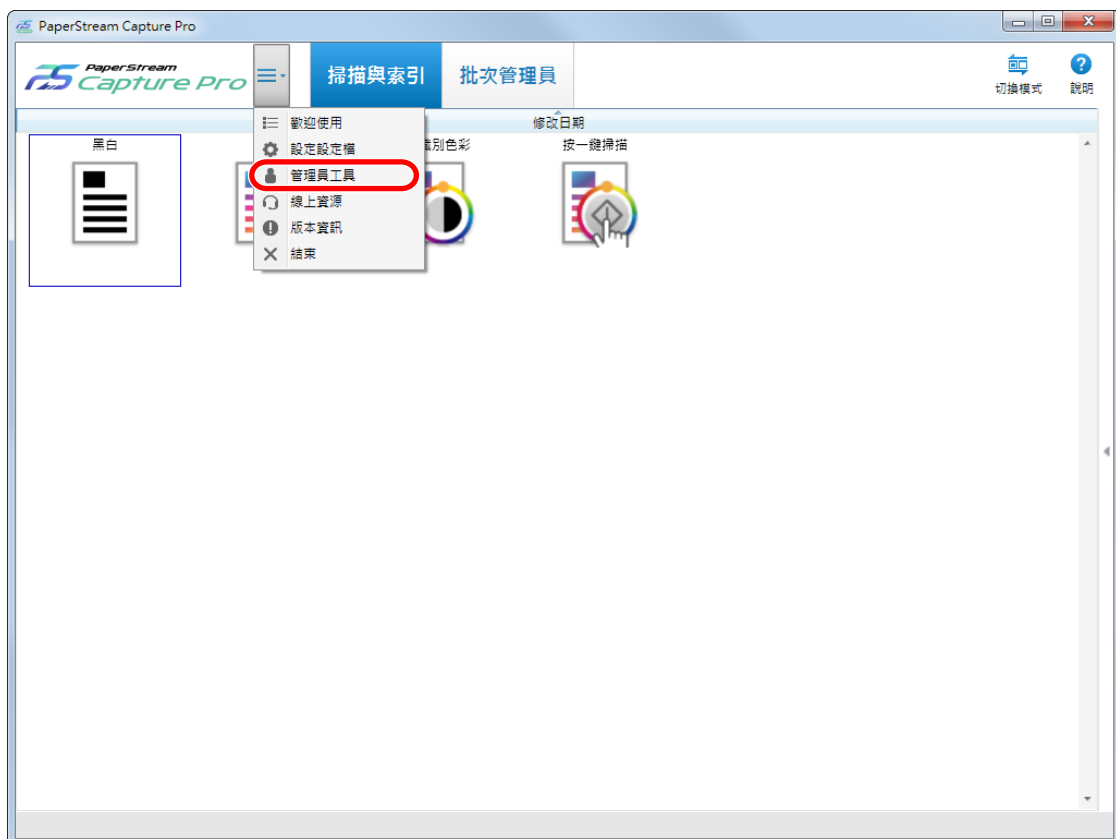 PaperStream Capture Pro
PaperStream
Capture Pro
掃描與索引
批次管理員
切換模式
說明
修改日期
歡迎使用
設定設定檔
管理員工具
線上資源
版本資訊
結束
黑白
識別色彩
按一鍵掃描